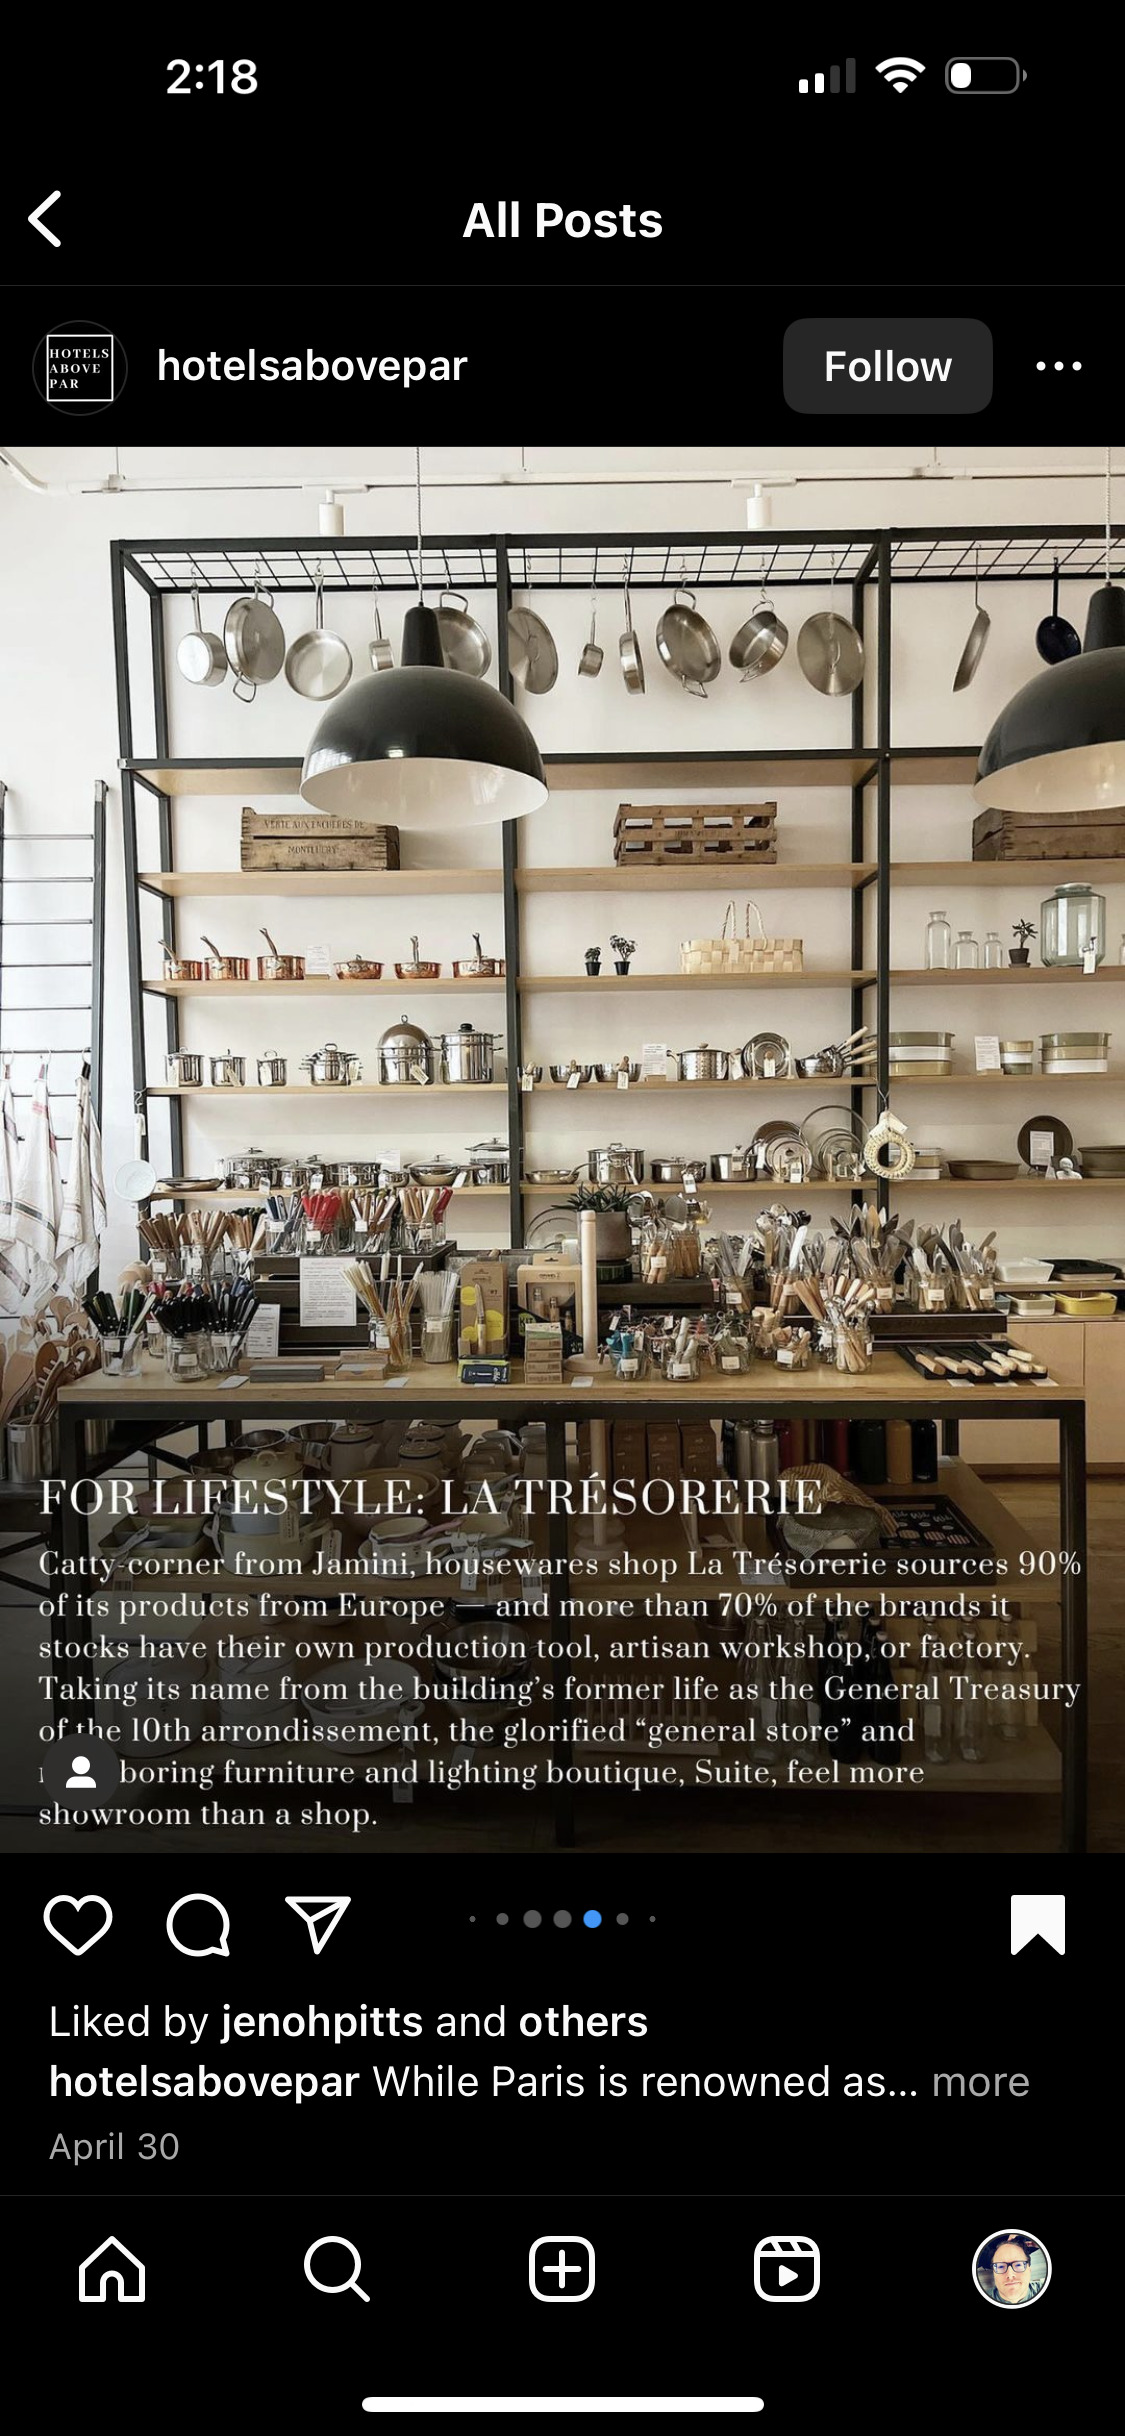 2:18
All Posts
HOTELS
ABOVE
PAR
hotelsabovepar
Follow
MONTLHERY
FOR LIFESTYLE: LA TRÉSORERIE
Catty-corner from Jamini, housewares shop La Trésorerie sources 90%
of its products from Europe — and more than 70% of the brands it
stocks have their own production tool, artisan workshop, or factory.
Taking its name from the building’s former life as the General Treasury
of the 10th arrondissement, the glorified “general store” and
boring furniture and lighting boutique, Suite, feel more
showroom than a shop.
Liked by jenohpitts and others
hotelsabovepar While Paris is renowned as... more
April 30